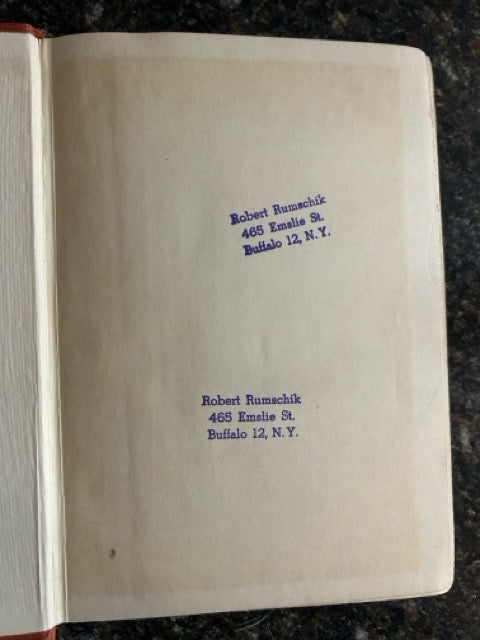 Robert Rumschik
465 Emslie St.
Buffalo 12, N.Y.
Robert Rumschik
465 Emslie St.
Buffalo 12, N.Y.